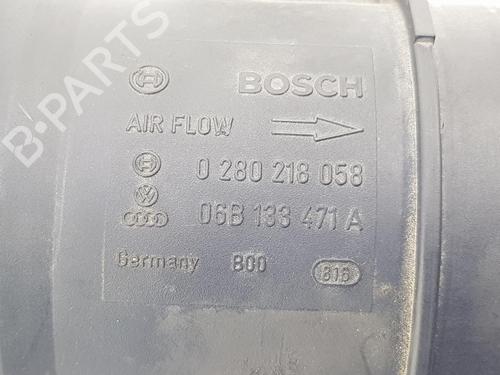 BOSCH
AIR FLOW
0 280 218 058
06B 133 471 A
Germany B00 816
B-PARTS